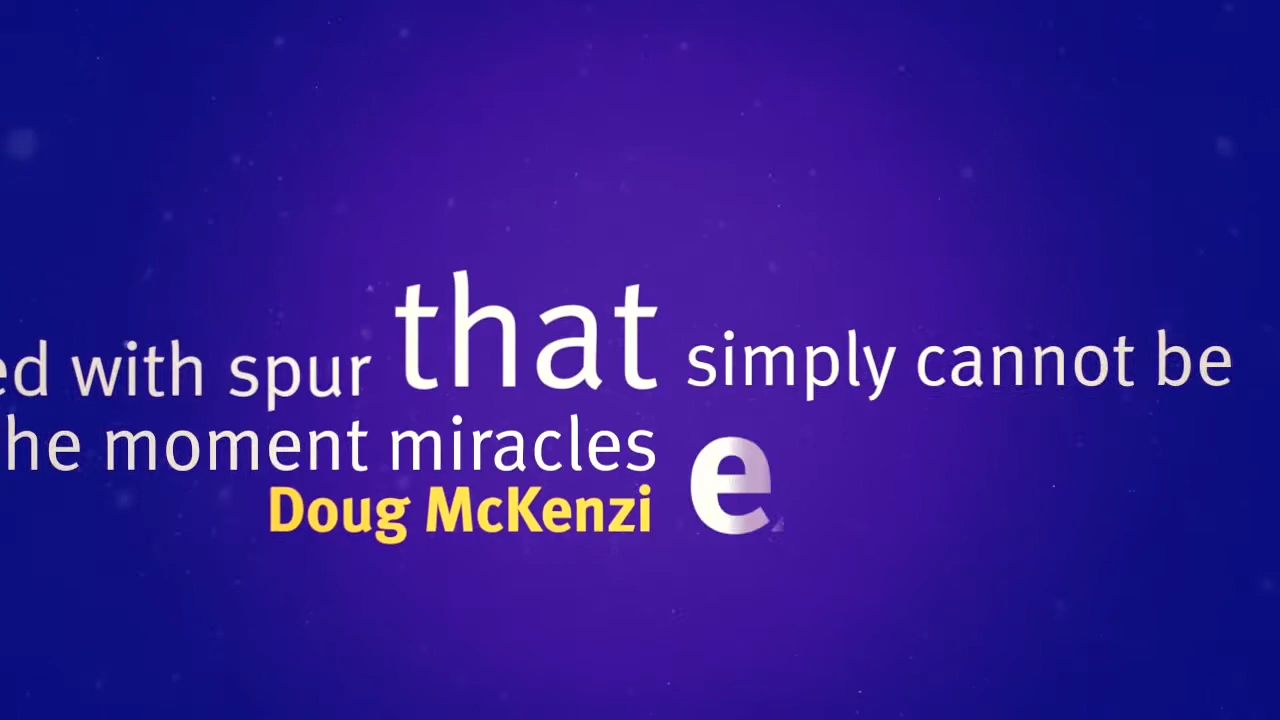 ed with spur that simply cannot be
he moment miracles
Doug McKenzi
e